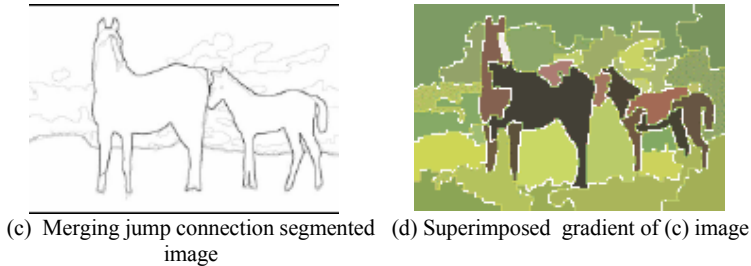 (c) Merging jump connection segmented image
(d) Superimposed gradient of (c) image